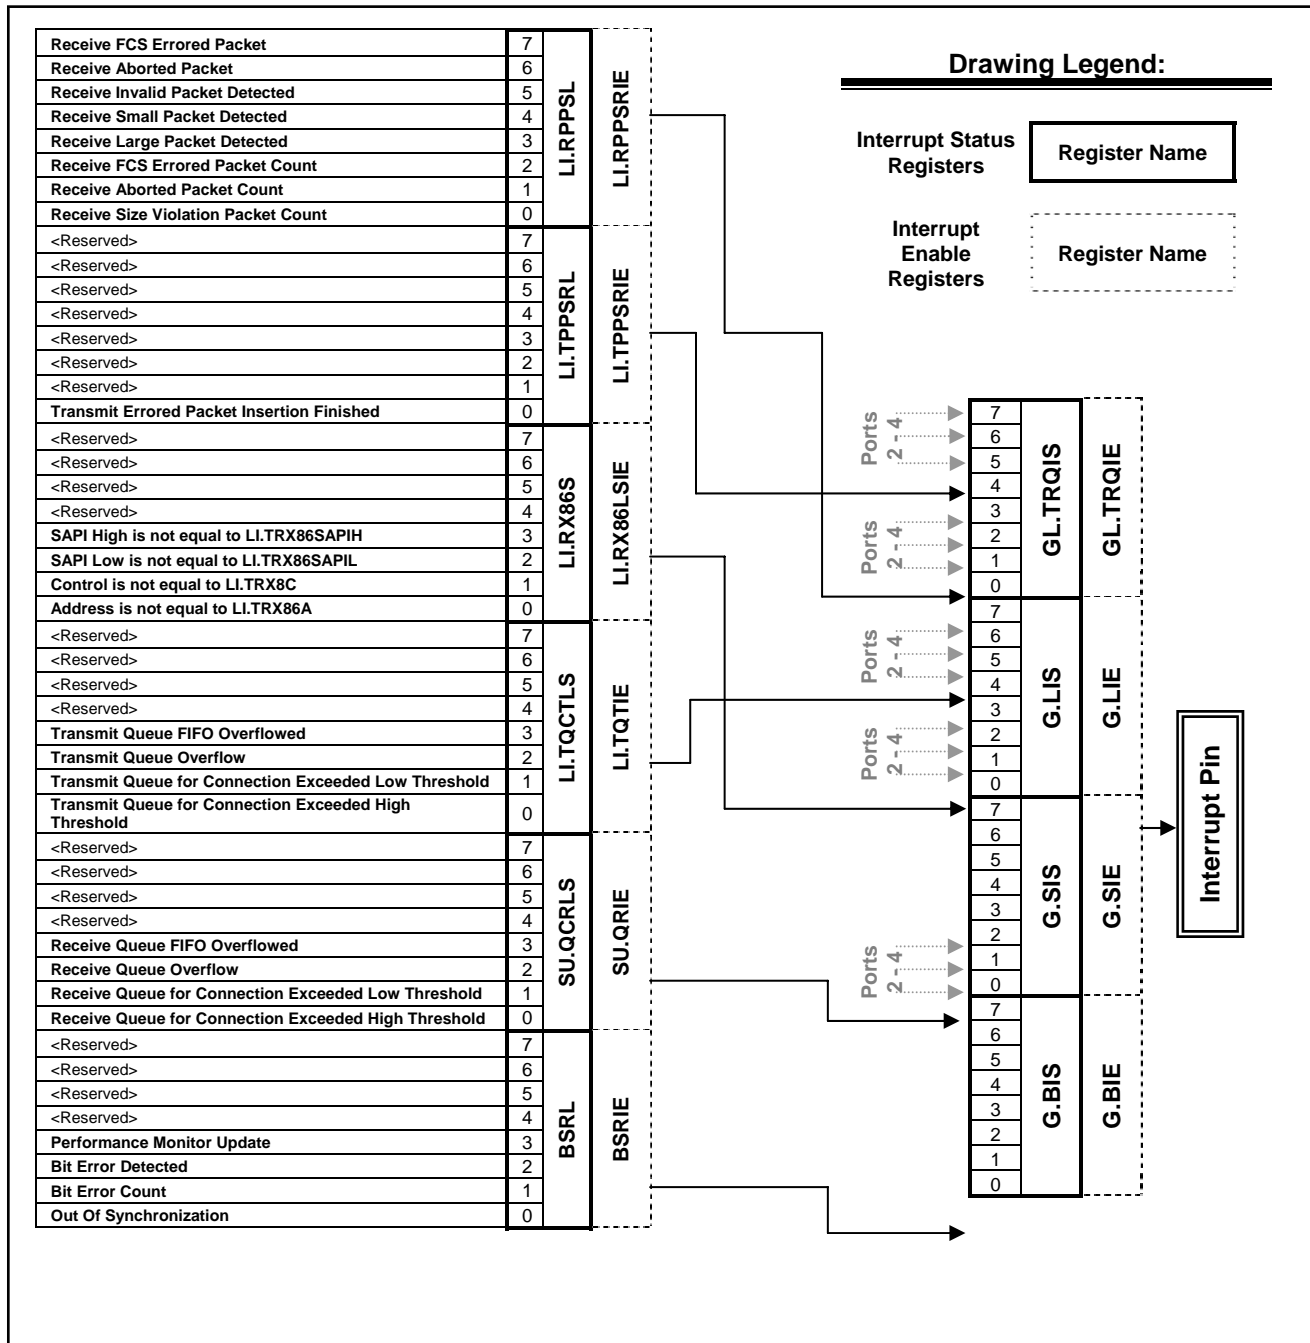 Receive FCS Errored Packet 7
Receive Aborted Packet 6
Receive Invalid Packet Detected 5
Receive Small Packet Detected 4
Receive Large Packet Detected 3
Receive FCS Errored Packet Count 2
Receive Aborted Packet Count 1
Receive Size Violation Packet Count 0
LI.RPPSL
LI.RPPSRIE
<Reserved> 7
<Reserved> 6
<Reserved> 5
<Reserved> 4
<Reserved> 3
<Reserved> 2
<Reserved> 1
Transmit Errored Packet Insertion Finished 0
LI.TPPSRL
LI.TPPSRIE
<Reserved> 7
<Reserved> 6
<Reserved> 5
<Reserved> 4
SAPI High is not equal to LI.TRX86SAPIH 3
SAPI Low is not equal to LI.TRX86SAPIL 2
Control is not equal to LI.TRX8C 1
Address is not equal to LI.TRX86A 0
LI.RX86S
LI.RX86LSIE
<Reserved> 7
<Reserved> 6
<Reserved> 5
<Reserved> 4
Transmit Queue FIFO Overflowed 3
Transmit Queue Overflow 2
Transmit Queue for Connection Exceeded Low Threshold 1
Transmit Queue for Connection Exceeded High
Threshold 0
LI.TQCTLS
LI.TQTIE
<Reserved> 7
<Reserved> 6
<Reserved> 5
<Reserved> 4
Receive Queue FIFO Overflowed 3
Receive Queue Overflow 2
Receive Queue for Connection Exceeded Low Threshold 1
Receive Queue for Connection Exceeded High Threshold 0
SU.QCRLS
SU.QRIE
<Reserved> 7
<Reserved> 6
<Reserved> 5
<Reserved> 4
Performance Monitor Update 3
Bit Error Detected 2
Bit Error Count 1
Out Of Synchronization 0
BSRL
BSRIE
Drawing Legend:
Interrupt Status
Registers
Register Name
Interrupt
Enable
Registers
Register Name
Ports
2 - 4
Ports
2 - 4
7
6
5
4
3
2
1
0
GL.TRQIS
GL.TRQIE
Ports
2 - 4
Ports
2 - 4
7
6
5
4
3
2
1
0
G.LIS
G.LIE
Ports
2 - 4
7
6
5
4
3
2
1
0
G.SIS
G.SIE
7
6
5
4
3
2
1
0
G.BIS
G.BIE
Interrupt Pin